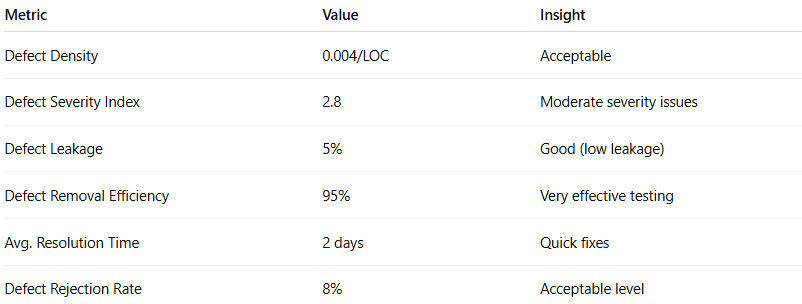 Metric Value Insight
Defect Density 0.004/LOC Acceptable
Defect Severity Index 2.8 Moderate severity issues
Defect Leakage 5% Good (low leakage)
Defect Removal Efficiency 95% Very effective testing
Avg. Resolution Time 2 days Quick fixes
Defect Rejection Rate 8% Acceptable level